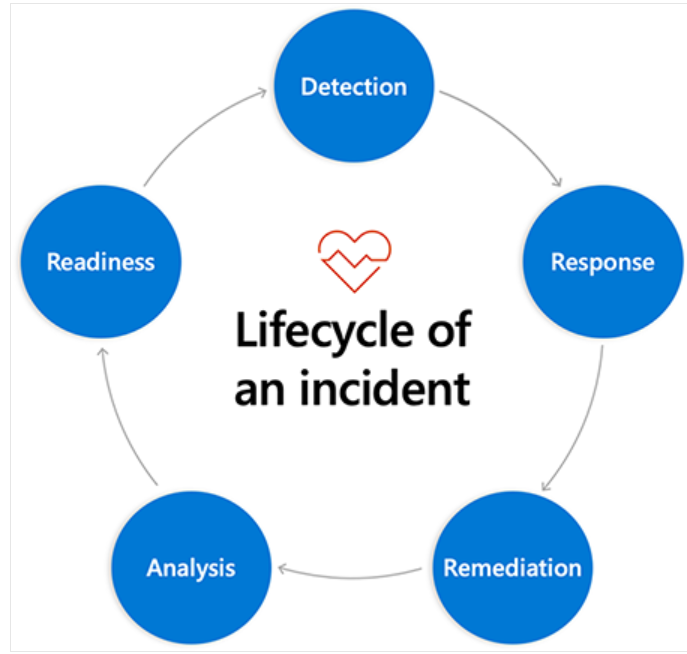 Detection
Response
Remediation
Analysis
Readiness
Lifecycle of
an incident